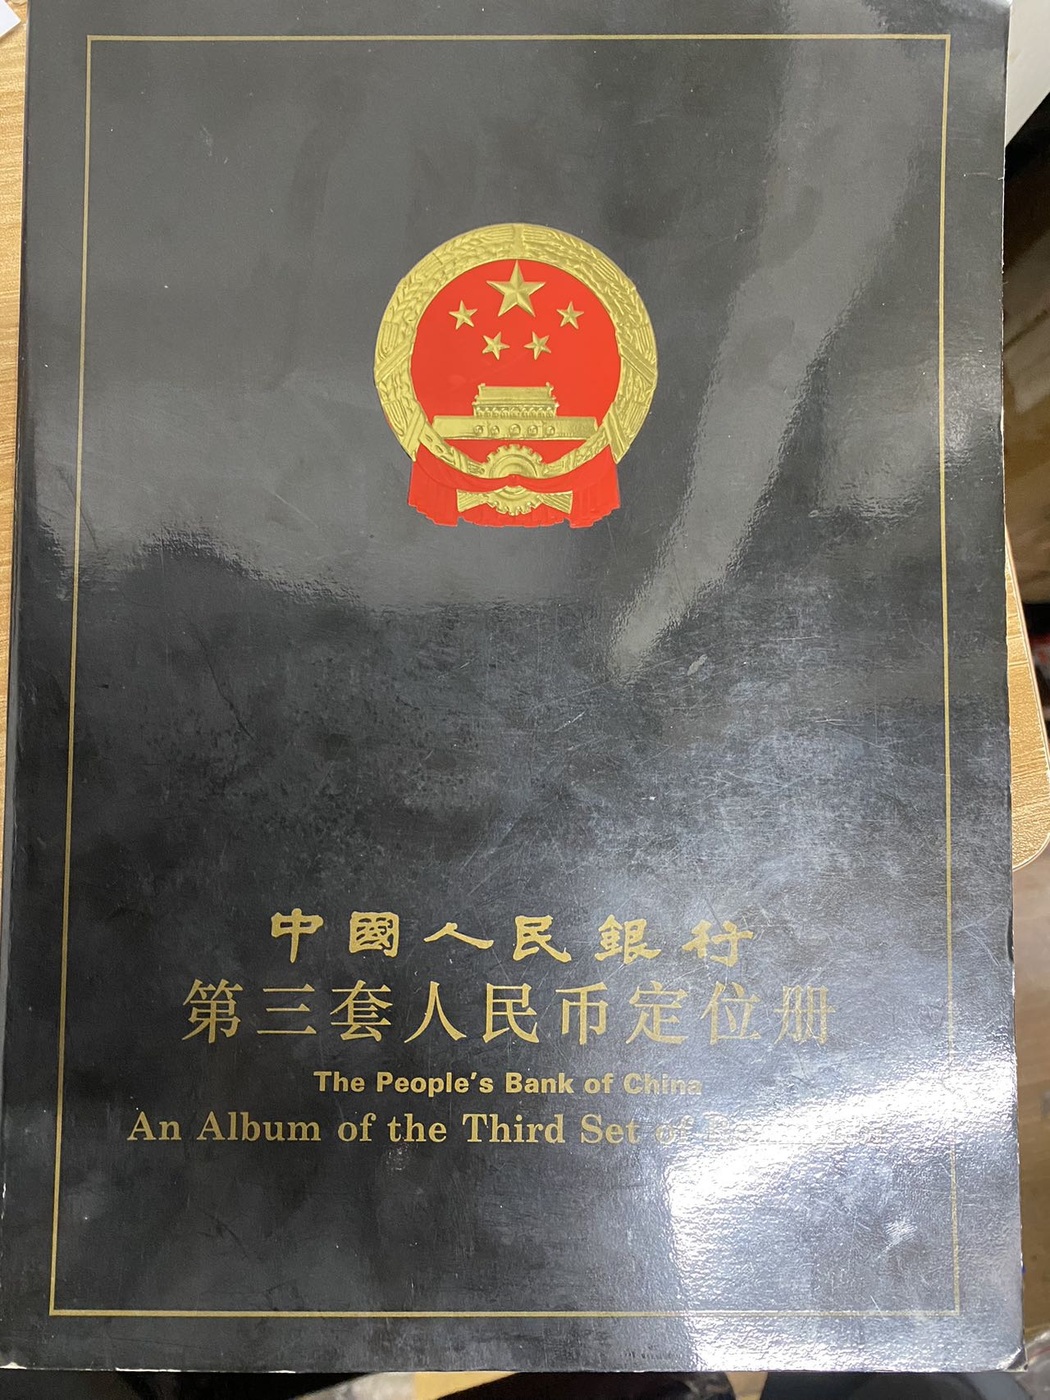 中國人民銀行
第三套人民币定位册
The People's Bank of China
An Album of the Third Set of